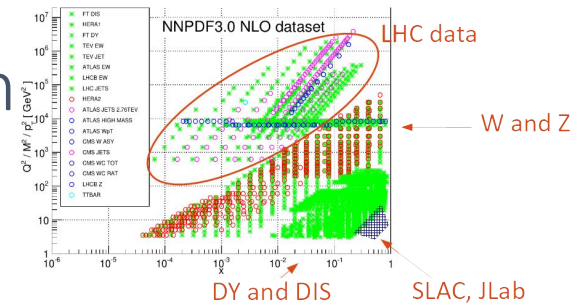 n
NNPDF3.0 NLO dataset
LHC data
FT DIS
HERA1
FT DY
TEV EW
TEV JET
ATLAS EW
LHCB EW
LHC JETS
HERA2
ATLAS JETS 2.76TEV
ATLAS HIGH MASS
ATLAS WpT
CMS W ASY
CMS JETS
CMS WC TOT
CMS WC RAT
LHCB Z
TTBAR
Q² / M² / p²T [ GeV² ]
10⁷
10⁶
10⁵
10⁴
10³
10²
10
1
W and Z
10⁻⁶ 10⁻⁵ 10⁻⁴ 10⁻³ 10⁻² 10⁻¹ 1
x
DY and DIS
SLAC, JLab